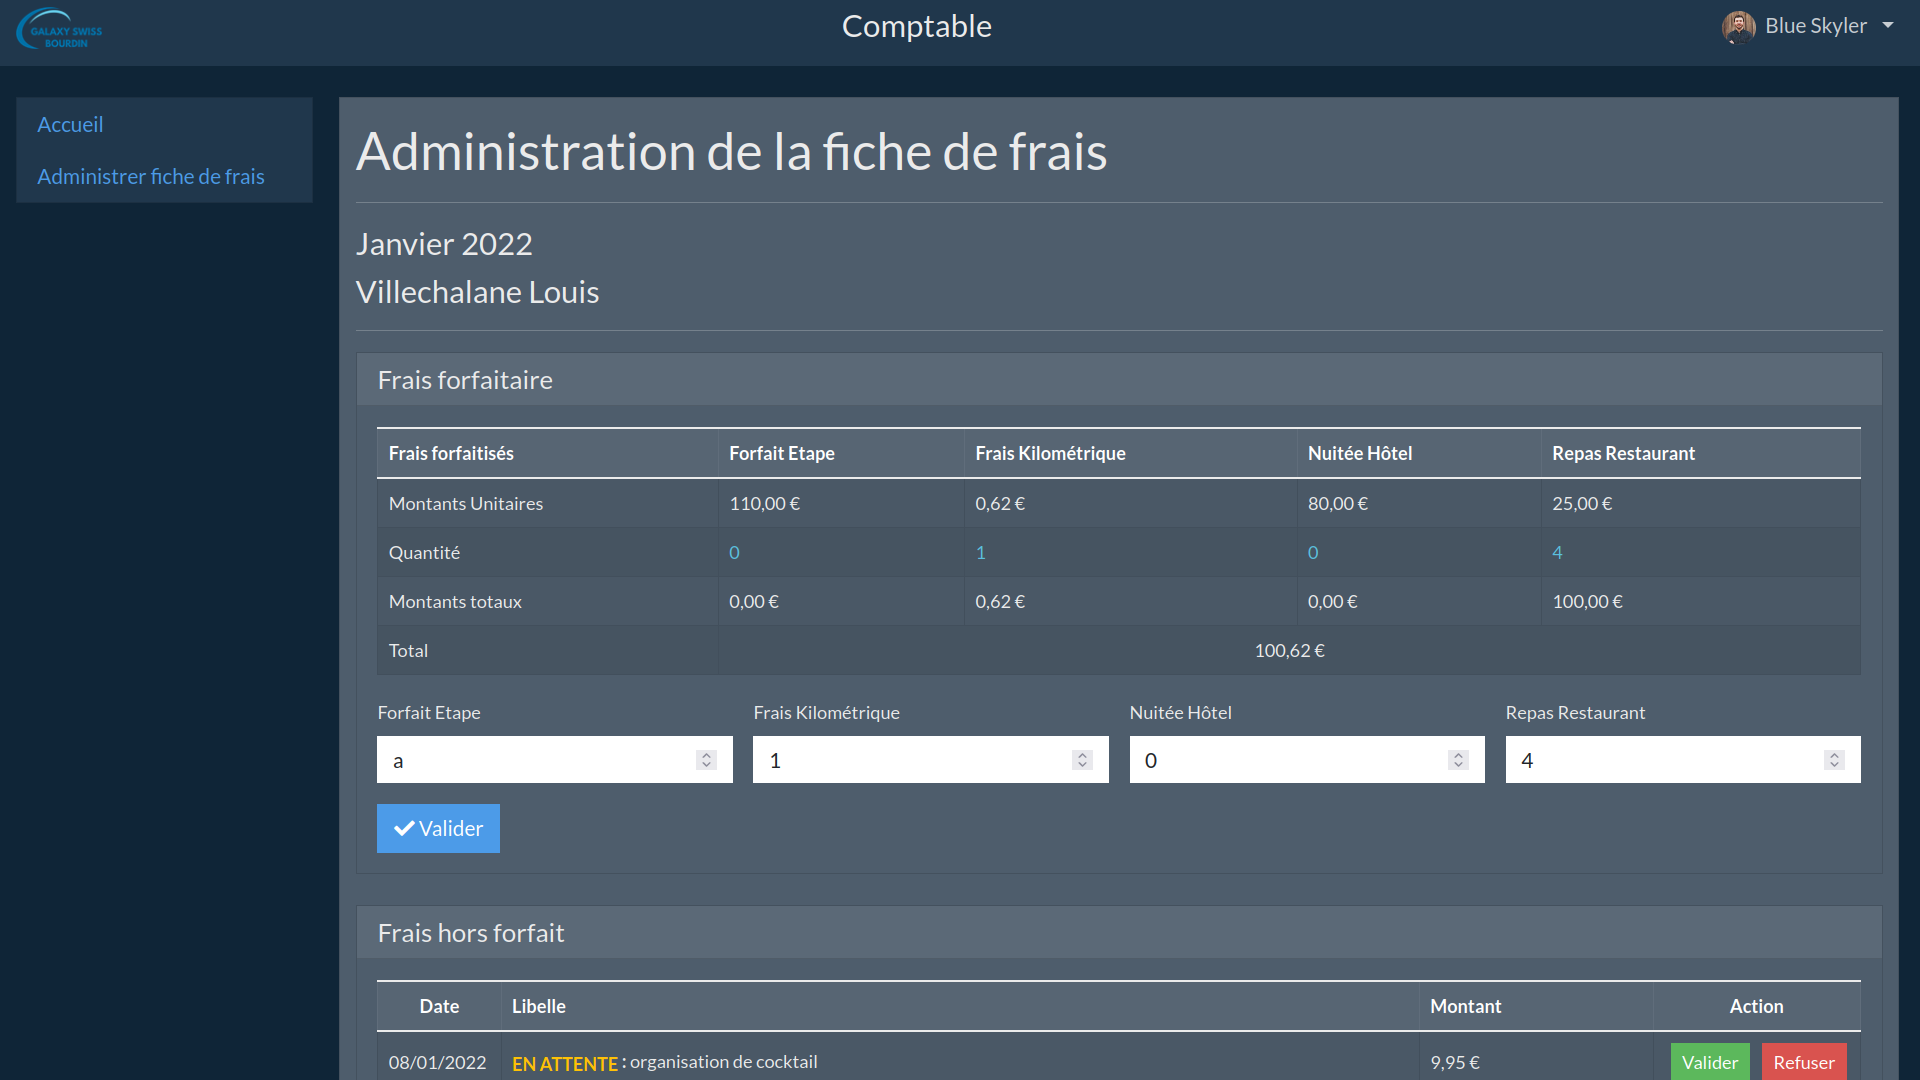 GALAXY SWISS
BOURDIN
Comptable
Blue Skyler
Accueil
Administrer fiche de frais
Administration de la fiche de frais
Janvier 2022
Villechalane Louis
Frais forfaitaire
Frais forfaitisés Forfait Etape Frais Kilométrique Nuitée Hôtel Repas Restaurant
Montants Unitaires 110,00 € 0,62 € 80,00 € 25,00 €
Quantité 0 1 0 4
Montants totaux 0,00 € 0,62 € 0,00 € 100,00 €
Total 100,62 €
Forfait Etape Frais Kilométrique Nuitée Hôtel Repas Restaurant
a 1 0 4
Valider
Frais hors forfait
Date Libelle Montant Action
08/01/2022 EN ATTENTE : organisation de cocktail 9,95 € Valider Refuser